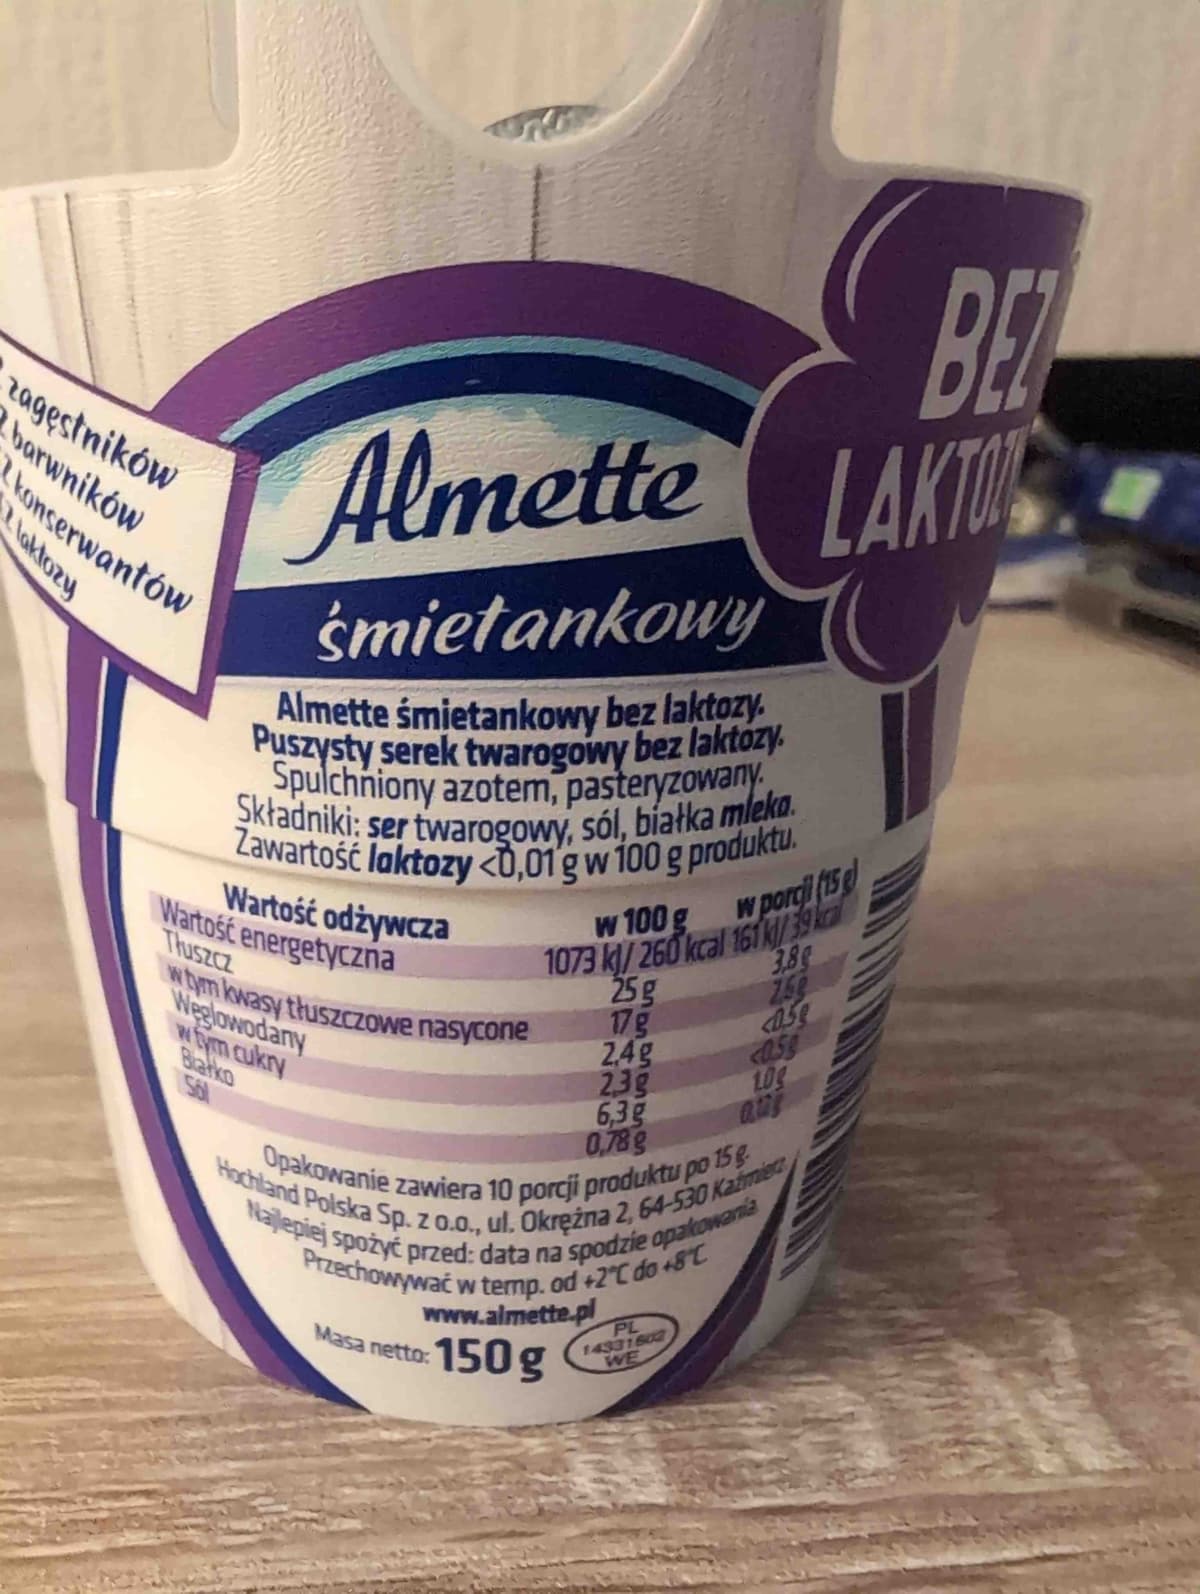 zagęstników
barwników
konserwantów
laktozy
BEZ
LAKTOZY
Almette
śmietankowy
Almette śmietankowy bez laktozy.
Puszysty serek twarogowy bez laktozy.
Spulchniony azotem, pasteryzowany.
Składniki: ser twarogowy, sól, białka mleka.
Zawartość laktozy <0,01 g w 100 g produktu.
Wartość odżywcza w 100 g w porcji (15 g)
Wartość energetyczna 1073 kJ/ 260 kcal 161 kJ/ 39 kcal
Tłuszcz 25 g 3,8 g
w tym kwasy tłuszczowe nasycone 17 g 2,6 g
Węglowodany 2,4 g <0,5 g
w tym cukry 2,3 g <0,5 g
Białko 6,3 g 1,0 g
Sól 0,78 g 0,12 g
Opakowanie zawiera 10 porcji produktu po 15 g.
Hochland Polska Sp. z o.o., ul. Okrężna 2, 64-530 Kaźmierz
Najlepiej spożyć przed: data na spodzie opakowania
Przechowywać w temp. od +2°C do +8°C
www.almette.pl
Masa netto: 150 g
PL
14331602
WE